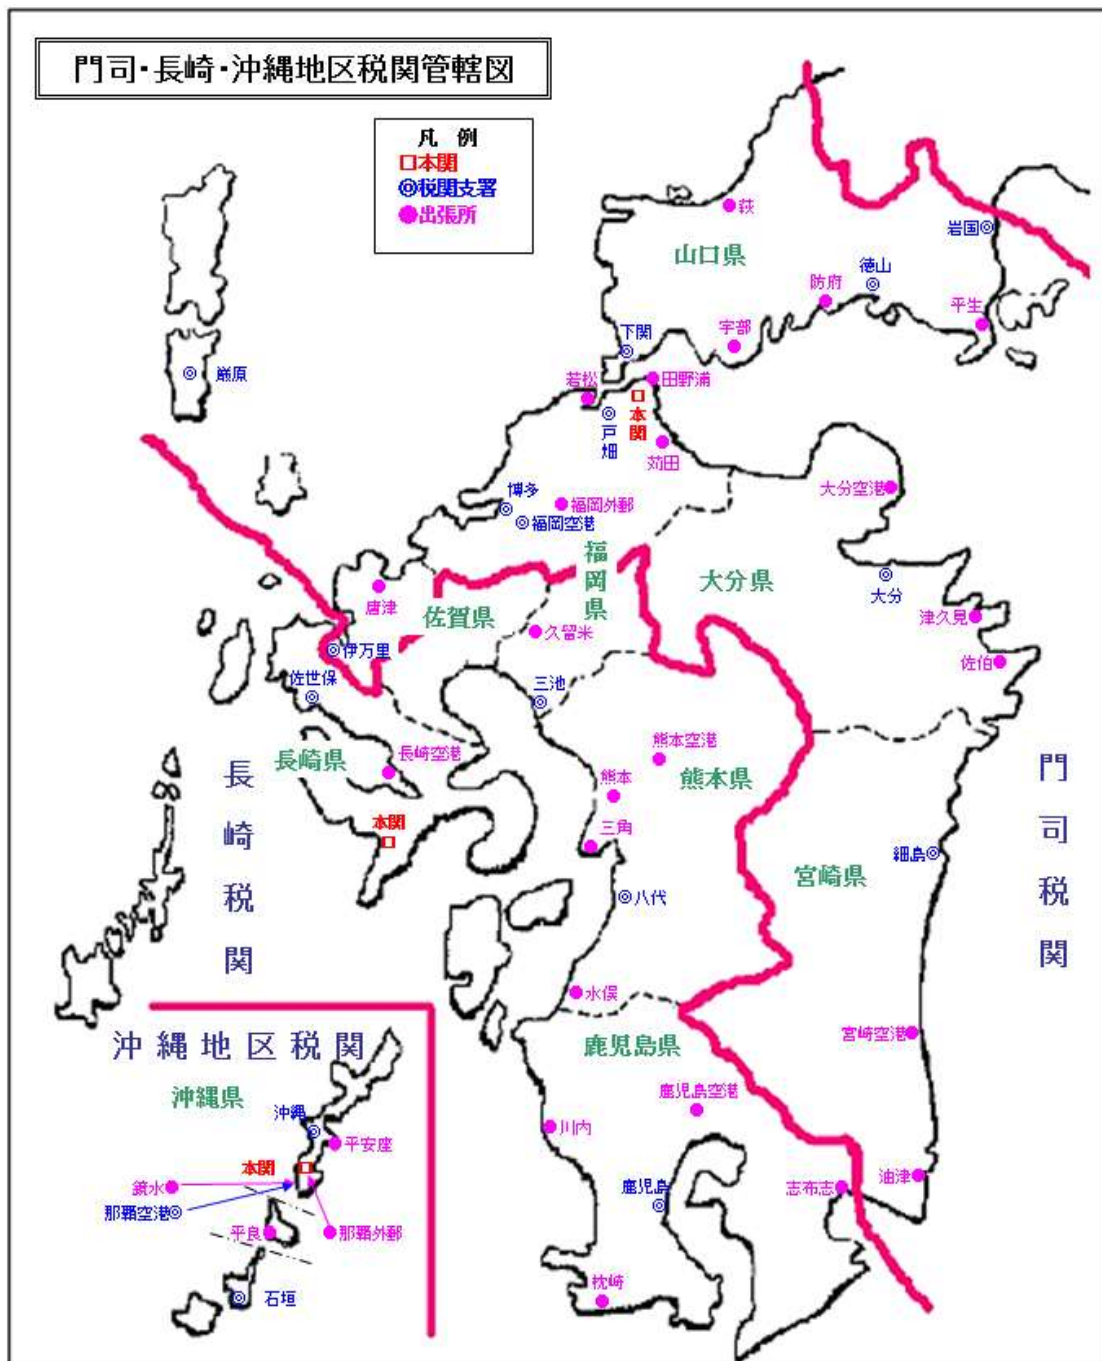 門司・長崎・沖縄地区税関管轄図
凡 例
本関
税関支署
出張所
萩
岩国
山口県
徳山
防府
平生
宇部
下関
厳原
若松
田野浦
本関
戸畑
苅田
大分空港
博多
福岡外郵
福岡空港
福岡県
大分県
大分
唐津
佐賀県
久留米
津久見
伊万里
佐世保
三池
佐伯
長崎県
長崎空港
熊本空港
熊本県
熊本
本関
三角
長崎税関
門司税関
細島
宮崎県
八代
水俣
宮崎空港
鹿児島県
沖縄地区税関
沖縄県
沖縄
平安座
本関
鏡水
那覇空港
平良
那覇外郵
石垣
鹿児島空港
川内
鹿児島
志布志
油津
枕崎